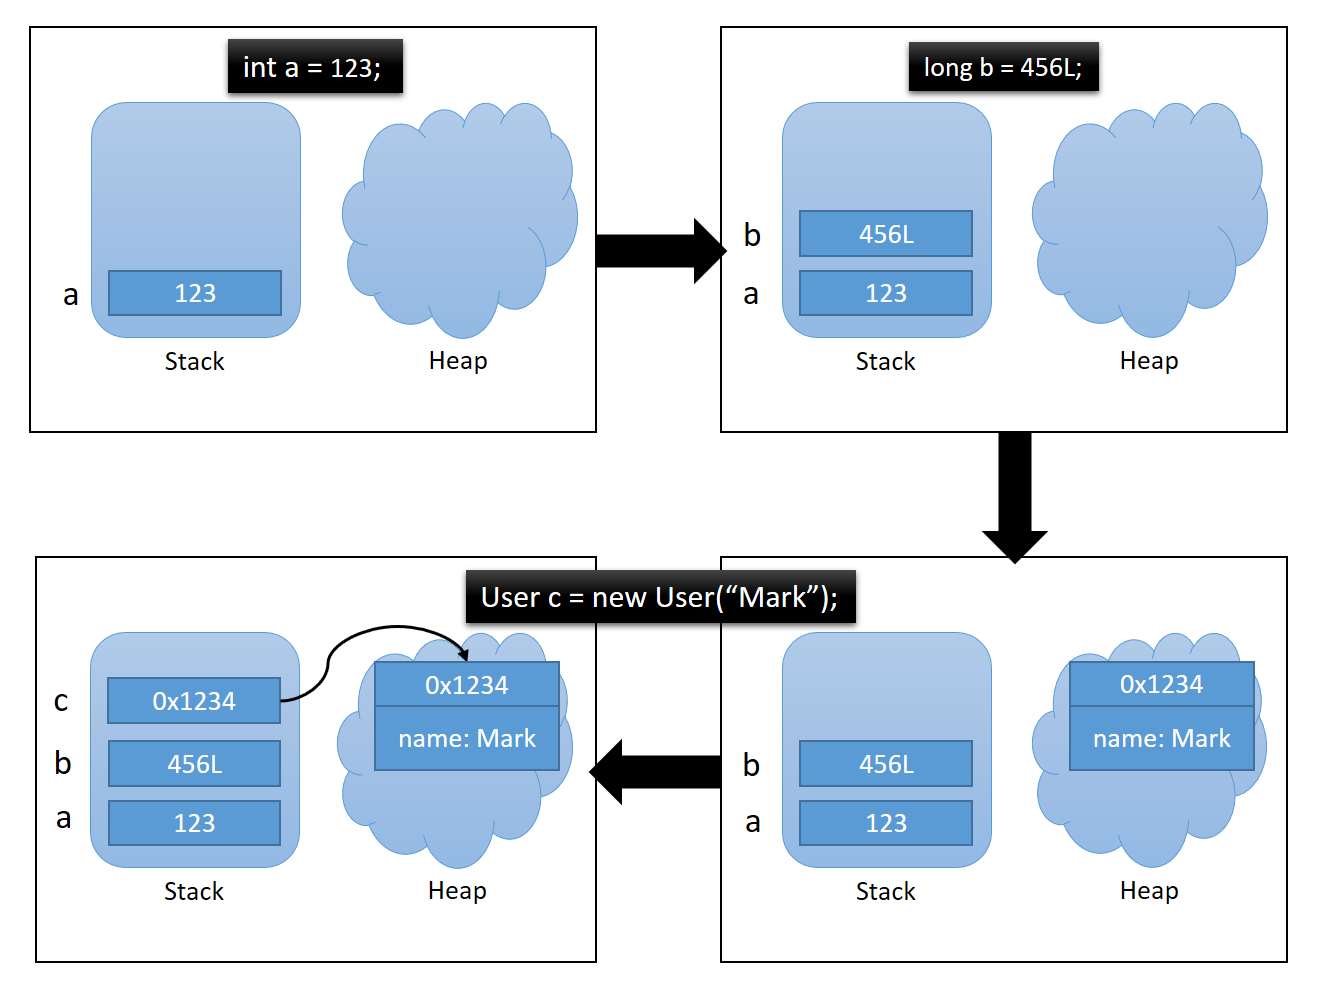 int a = 123;
a
123
Stack
Heap
long b = 456L;
b
456L
a
123
Stack
Heap
User c = new User(“Mark”);
c
0x1234
b
456L
a
123
Stack
0x1234
name: Mark
Heap
b
456L
a
123
Stack
0x1234
name: Mark
Heap